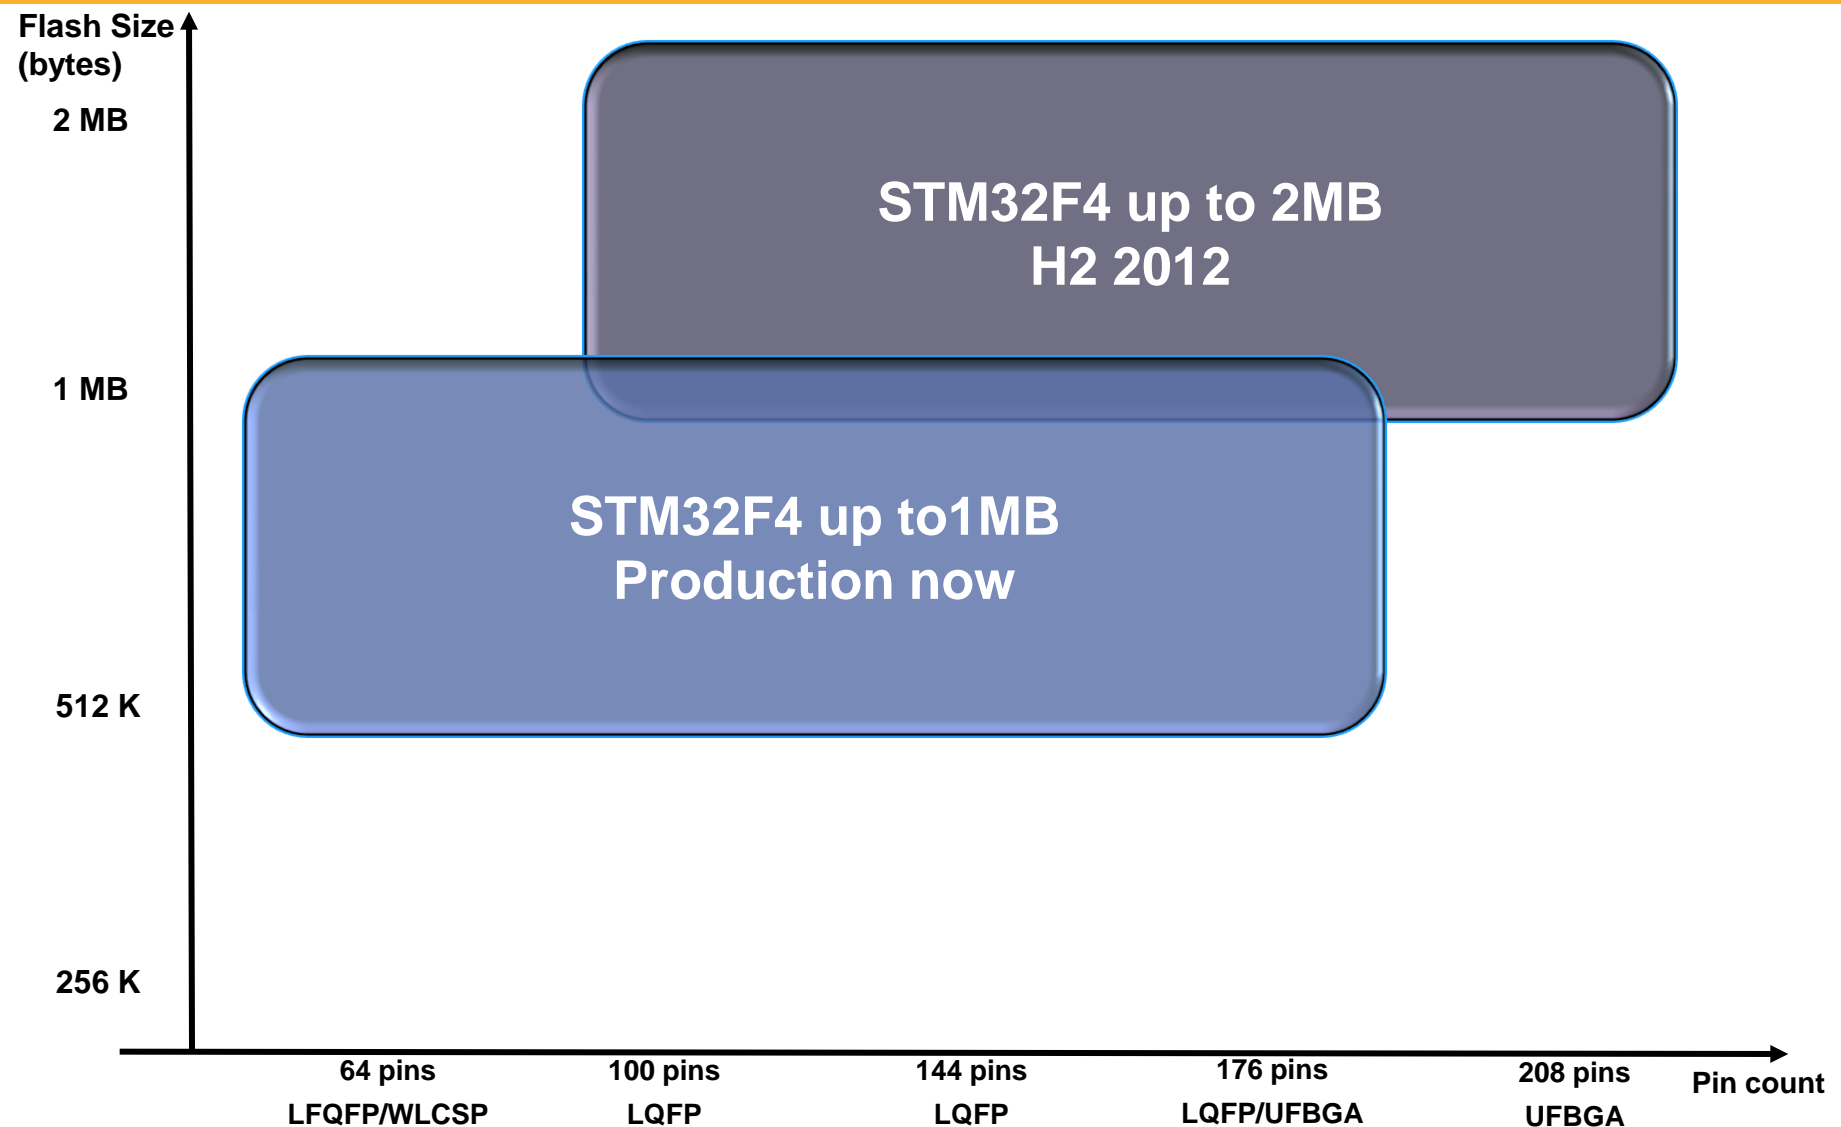 Flash Size
(bytes)
2 MB
STM32F4 up to 2MB
H2 2012
1 MB
STM32F4 up to1MB
Production now
512 K
256 K
64 pins
LFQFP/WLCSP
100 pins
LQFP
144 pins
LQFP
176 pins
LQFP/UFBGA
208 pins
UFBGA
Pin count